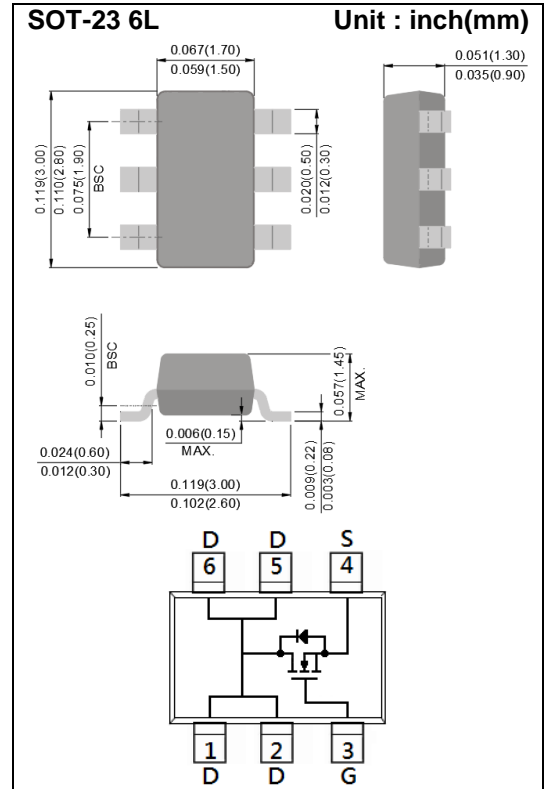 SOT-23 6L Unit : inch(mm)
0.067(1.70)
0.059(1.50)
0.051(1.30)
0.035(0.90)
0.119(3.00)
0.110(2.80)
0.075(1.90)
BSC
0.020(0.50)
0.012(0.30)
0.010(0.25)
BSC
0.057(1.45)
MAX.
0.006(0.15)
MAX.
0.024(0.60)
0.012(0.30)
0.009(0.22)
0.003(0.08)
0.119(3.00)
0.102(2.60)
D D S
6 5 4
1 2 3
D D G